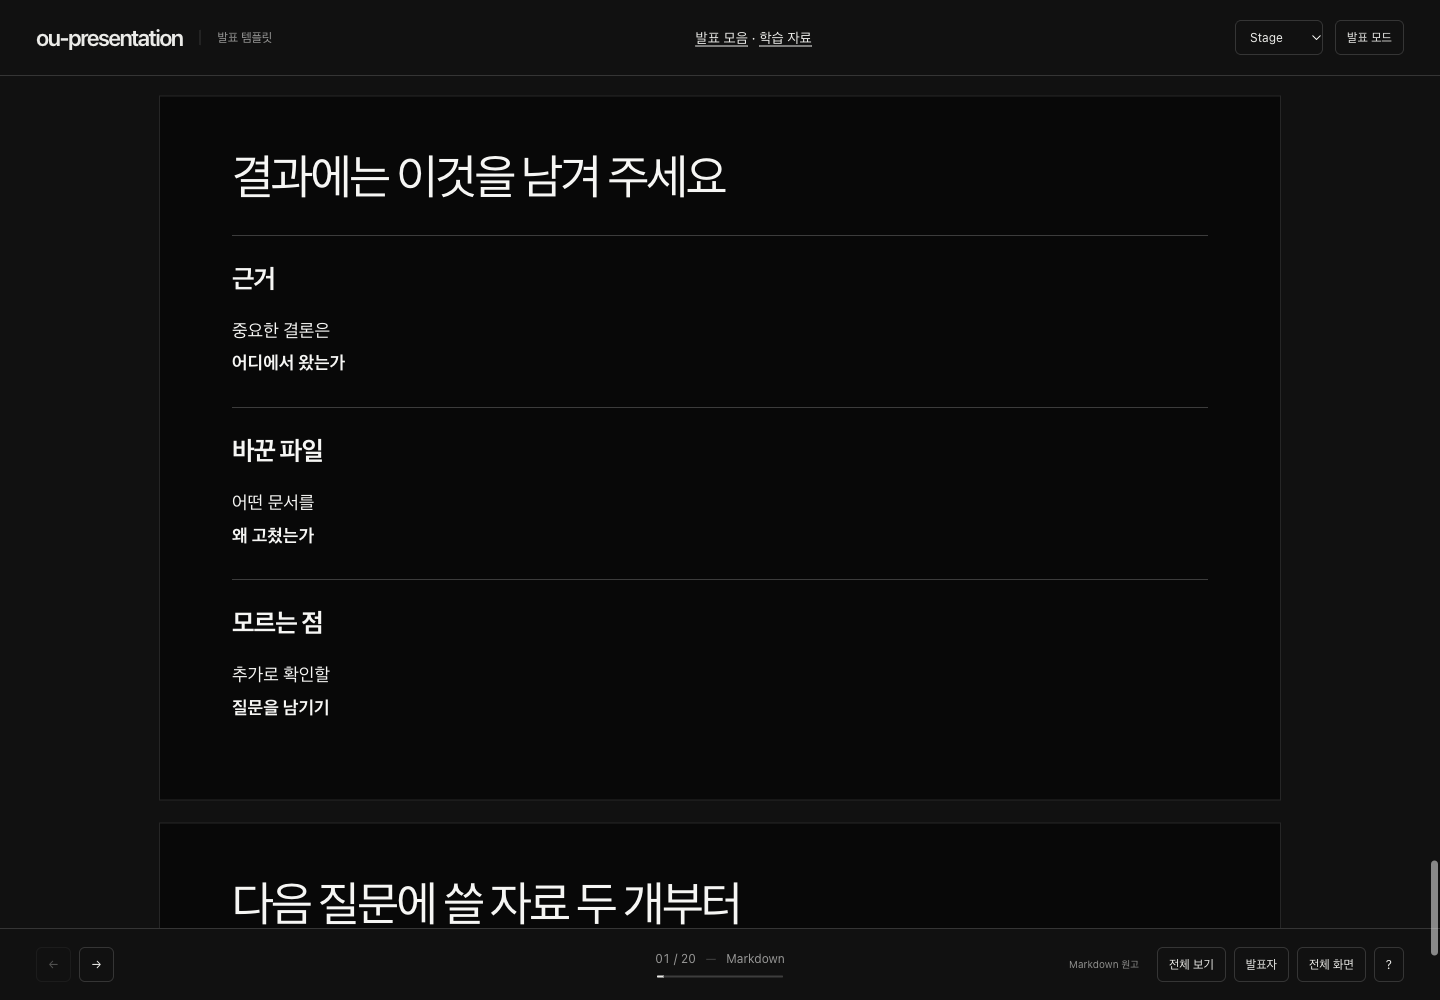 ou-presentation
발표 템플릿
발표 모음 · 학습 자료
Stage
발표 모드
결과에는 이것을 남겨 주세요
근거
중요한 결론은
어디에서 왔는가
바꾼 파일
어떤 문서를
왜 고쳤는가
모르는 점
추가로 확인할
질문을 남기기
다음 질문에 쓸 자료 두 개부터
←
→
01 / 20 — Markdown
Markdown 원고
전체 보기
발표자
전체 화면
?